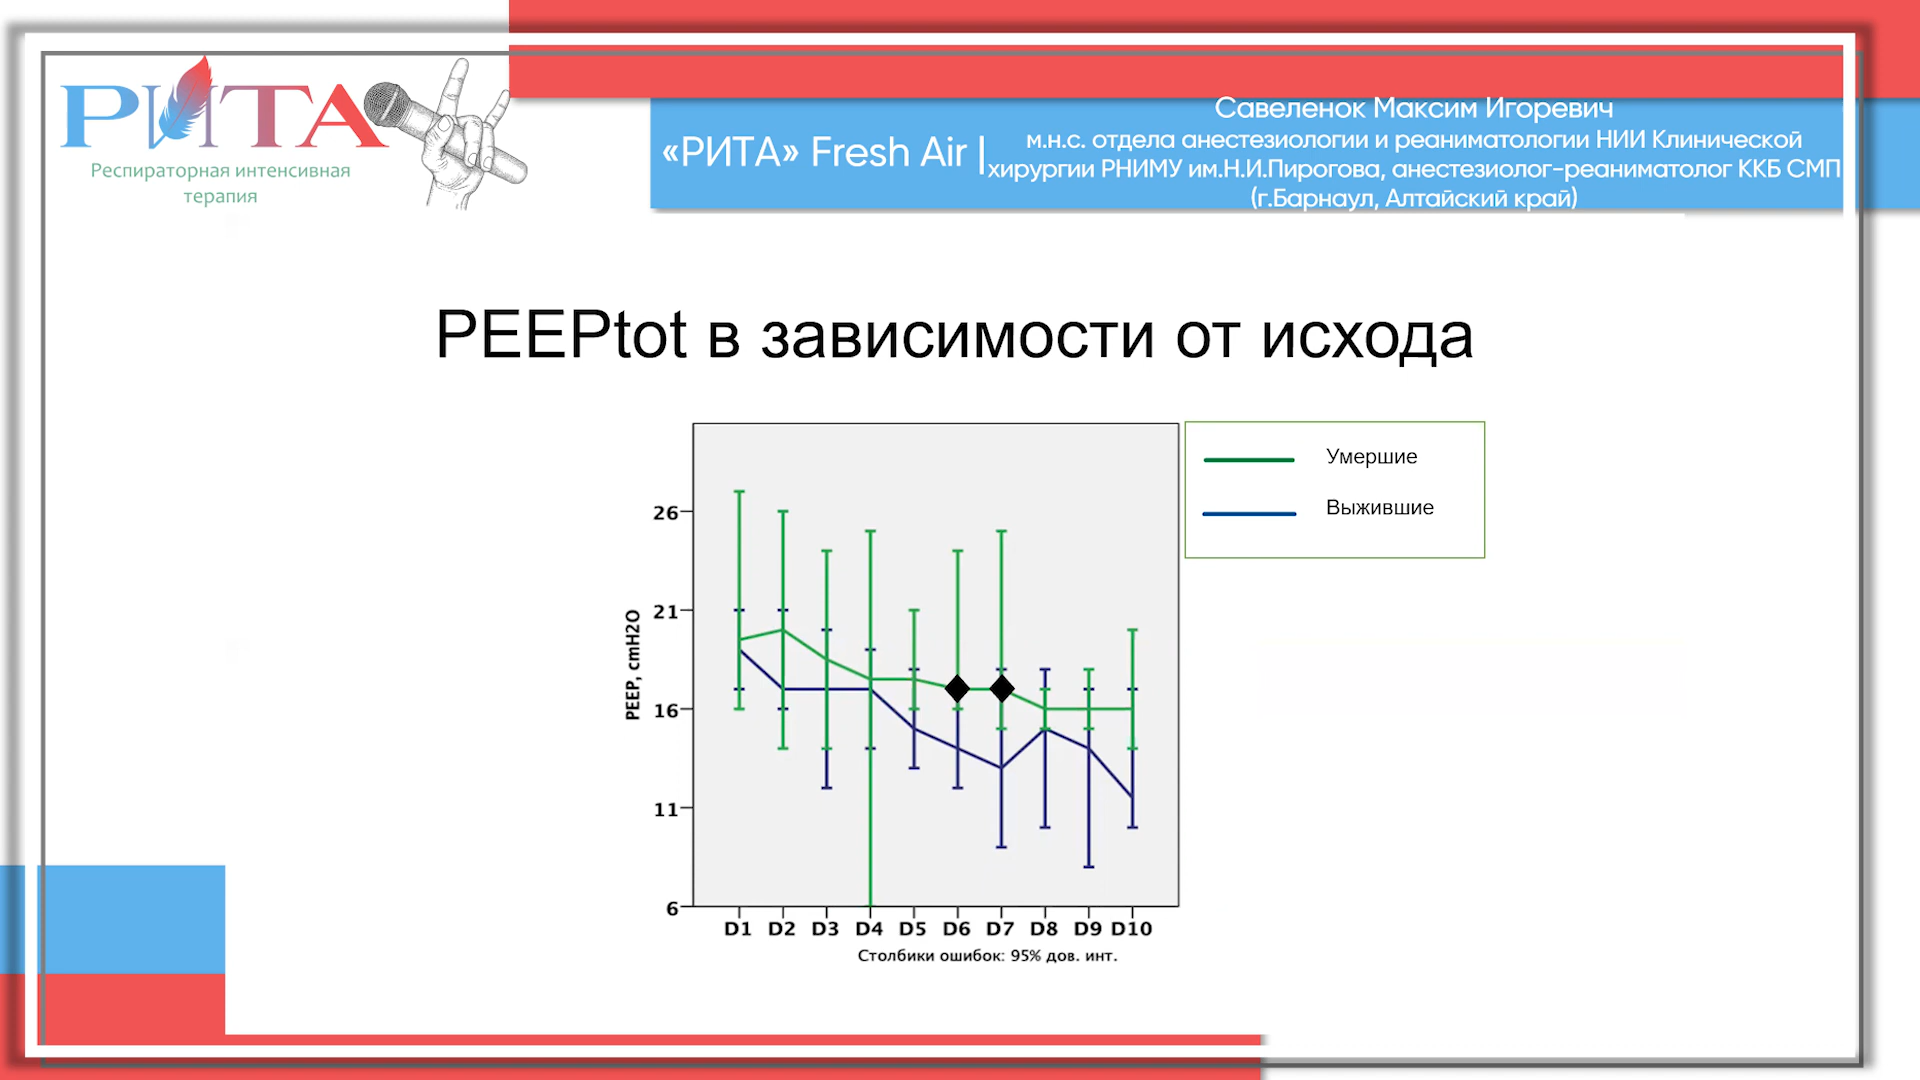 РИТА
Респираторная интенсивная
терапия
«РИТА» Fresh Air |
Савеленок Максим Игоревич
м.н.с. отдела анестезиологии и реаниматологии НИИ Клинической
хирургии РНИМУ им.Н.И.Пирогова, анестезиолог-реаниматолог ККБ СМП
(г.Барнаул, Алтайский край)
PEEPtot в зависимости от исхода
Умершие
Выжившие
PEEP, cmH2O
26
21
16
11
6
D1 D2 D3 D4 D5 D6 D7 D8 D9 D10
Столбики ошибок: 95% дов. инт.